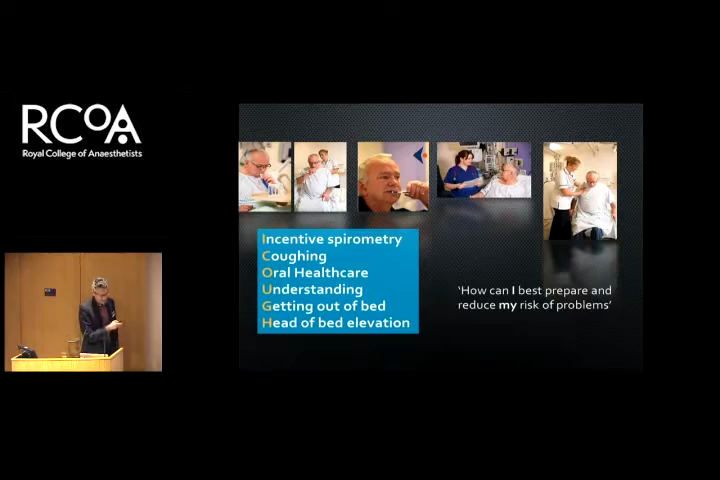 RCOA
Royal College of Anaesthetists
Incentive spirometry
Coughing
Oral Healthcare
Understanding
Getting out of bed
Head of bed elevation
'How can I best prepare and
reduce my risk of problems'